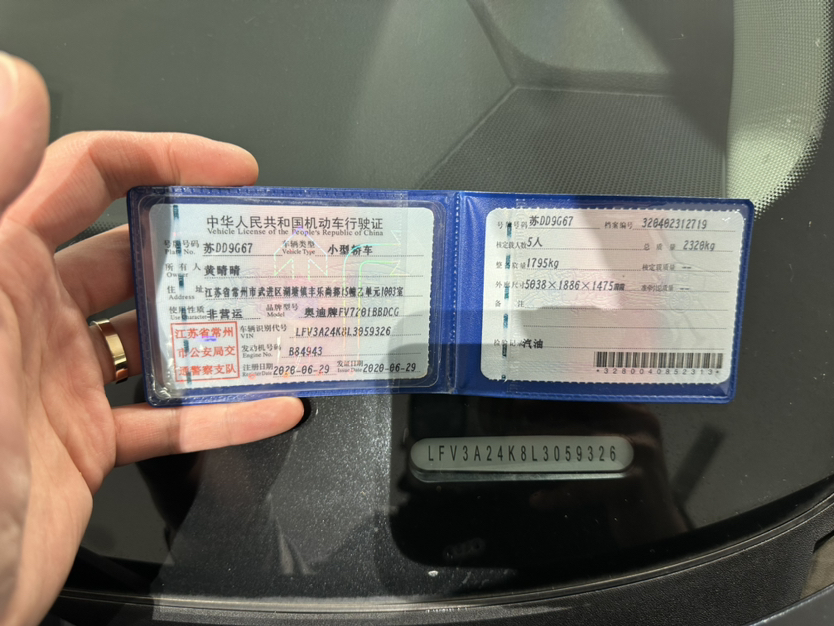 中华人民共和国机动车行驶证
Vehicle License of the People's Republic of China
号牌号码 苏DD9G67 车辆类型 小型轿车
Plate No. Vehicle Type
所有人 黄晴晴
Owner
住址 江苏省常州市武进区湖塘镇丰乐 15幢乙单元1003室
Address
使用性质 非营运 品牌型号 奥迪牌FV7201BBDCG
Use Character Model
江苏省常州
市公安局交
通警察支队
车辆识别代号 LFV3A24K8L3059326
VIN
发动机号码 B84943
Engine No.
注册日期 2020-06-29 发证日期 2020-06-29
Register Date Issue Date
号牌号码 苏DD9G67 档案编号 320402312719
核定载人数 5人 总质量 2320kg
整备质量 1795kg 核定载质量 --
外廓尺寸 5038×1886×1475mm --
备注
检验记录 汽油
*3280040852313*
LFV3A24K8L3059326